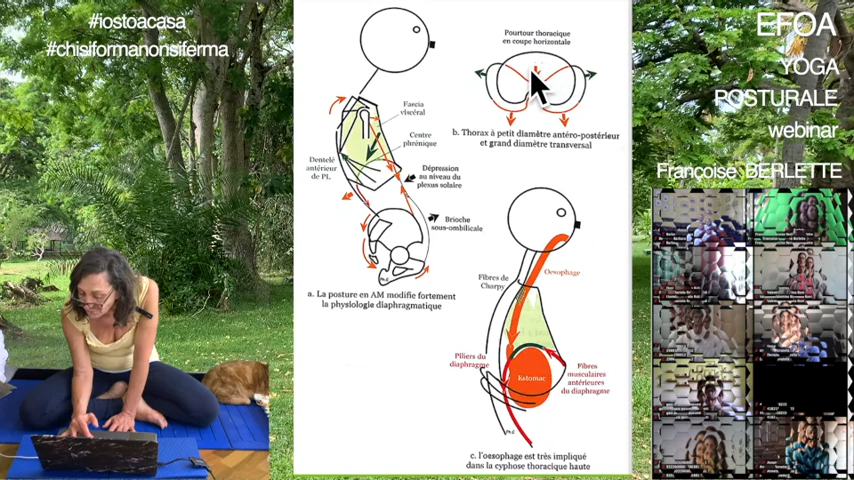 #iostoacasa
#chisiformanonsiferma
Pourtour thoracique
en coupe horizontale
Fascia
viscéral
Centre
phrénique
b. Thorax à petit diamètre antéro-postérieur
et grand diamètre transversal
Dentelé
antérieur
de PL
Dépression
au niveau du
plexus solaire
Brioche
sous-ombilicale
a. La posture en AM modifie fortement
la physiologie diaphragmatique
Fibres de
Charpy
Oesophage
Piliers du
diaphragme
Estomac
Fibres
musculaires
antérieures
du diaphragme
c. l'oesophage est très impliqué
dans la cyphose thoracique haute
EFOA
YOGA
POSTURALE
webinar
Françoise BERLETTE